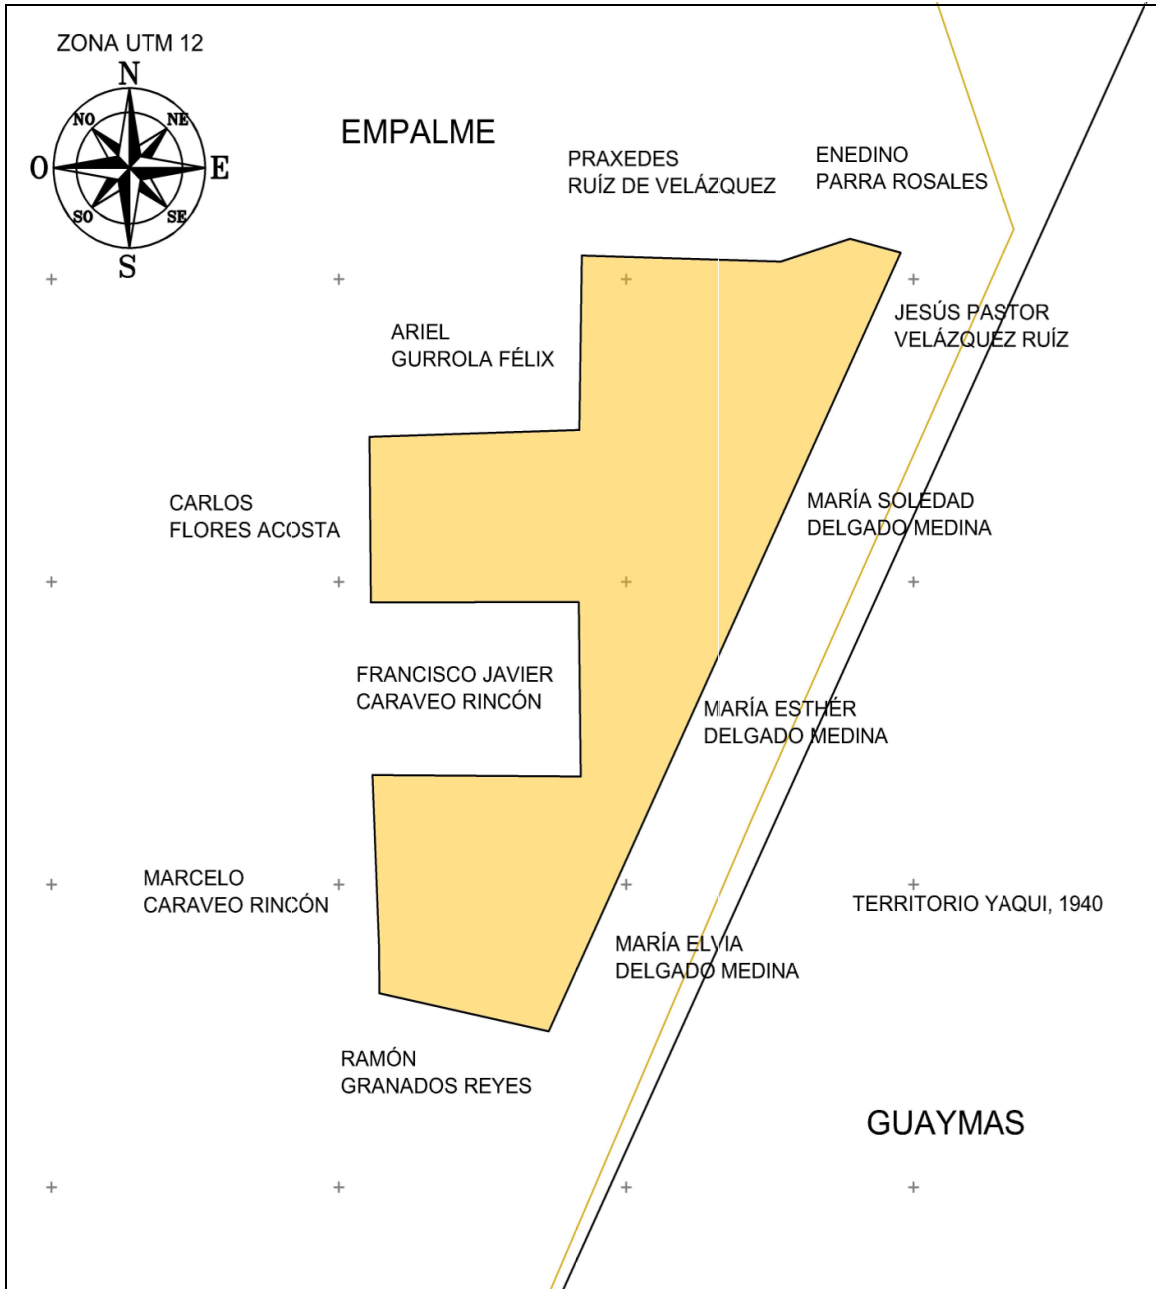 ZONA UTM 12
N
NO
NE
O
E
SO
SE
S
EMPALME
PRAXEDES
RUÍZ DE VELÁZQUEZ
ENEDINO
PARRA ROSALES
ARIEL
GURROLA FÉLIX
JESÚS PASTOR
VELÁZQUEZ RUÍZ
CARLOS
FLORES ACOSTA
MARÍA SOLEDAD
DELGADO MEDINA
FRANCISCO JAVIER
CARAVEO RINCÓN
MARÍA ESTHÉR
DELGADO MEDINA
MARCELO
CARAVEO RINCÓN
TERRITORIO YAQUI, 1940
MARÍA ELVIA
DELGADO MEDINA
RAMÓN
GRANADOS REYES
GUAYMAS